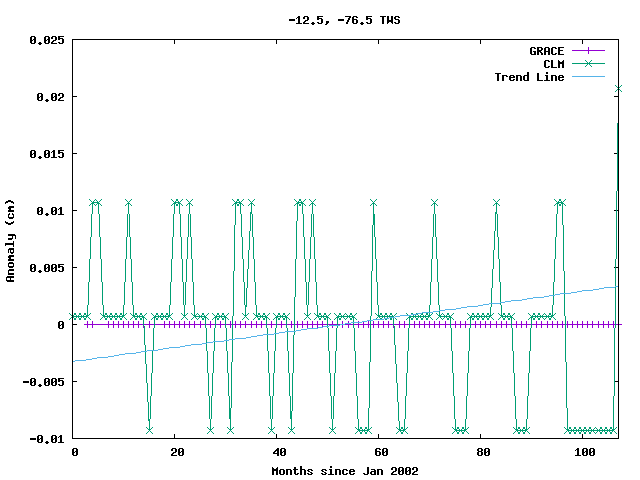 -12.5, -76.5 TWS
GRACE
CLM
Trend Line
0.025
0.02
0.015
0.01
0.005
0
-0.005
-0.01
Anomaly (cm)
0 20 40 60 80 100
Months since Jan 2002